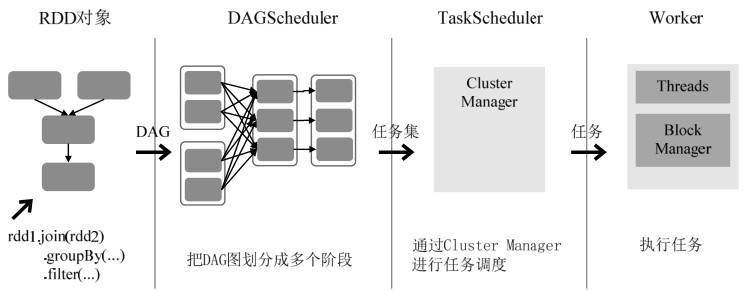 RDD对象
DAGScheduler
TaskScheduler
Worker
Cluster
Manager
Threads
Block
Manager
DAG
任务集
任务
rdd1.join(rdd2)
.groupBy(...)
.filter(...)
把DAG图划分成多个阶段
通过Cluster Manager
进行任务调度
执行任务